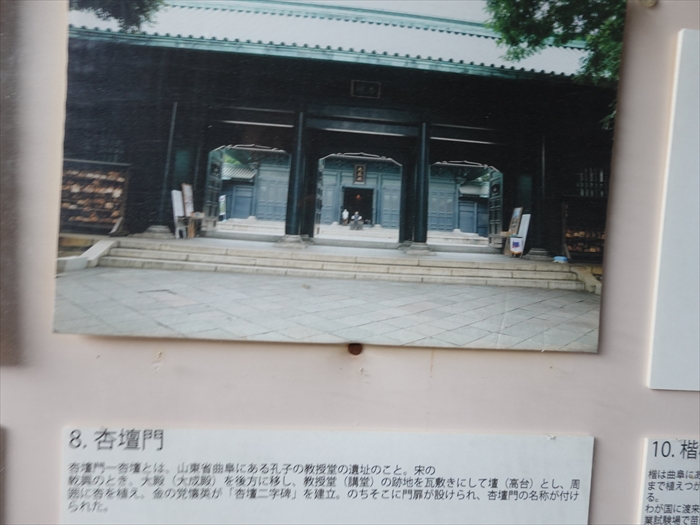 8. 杏壇門
杏壇門ー杏壇とは、山東省曲阜にある孔子の教授堂の遺址のこと。宋の
乾興のとき、大殿（大成殿）を後方に移し、教授堂（講堂）の跡地を瓦敷きにして壇（高台）とし、周
囲に杏を植え、金の党懐英が「杏壇二字碑」を建立。のちそこに門扉が設けられ、杏壇門の名称が付け
られた。
10. 楷
楷は曲阜にあ
まで植えつが
る。
わが国に渡来
業試験場で